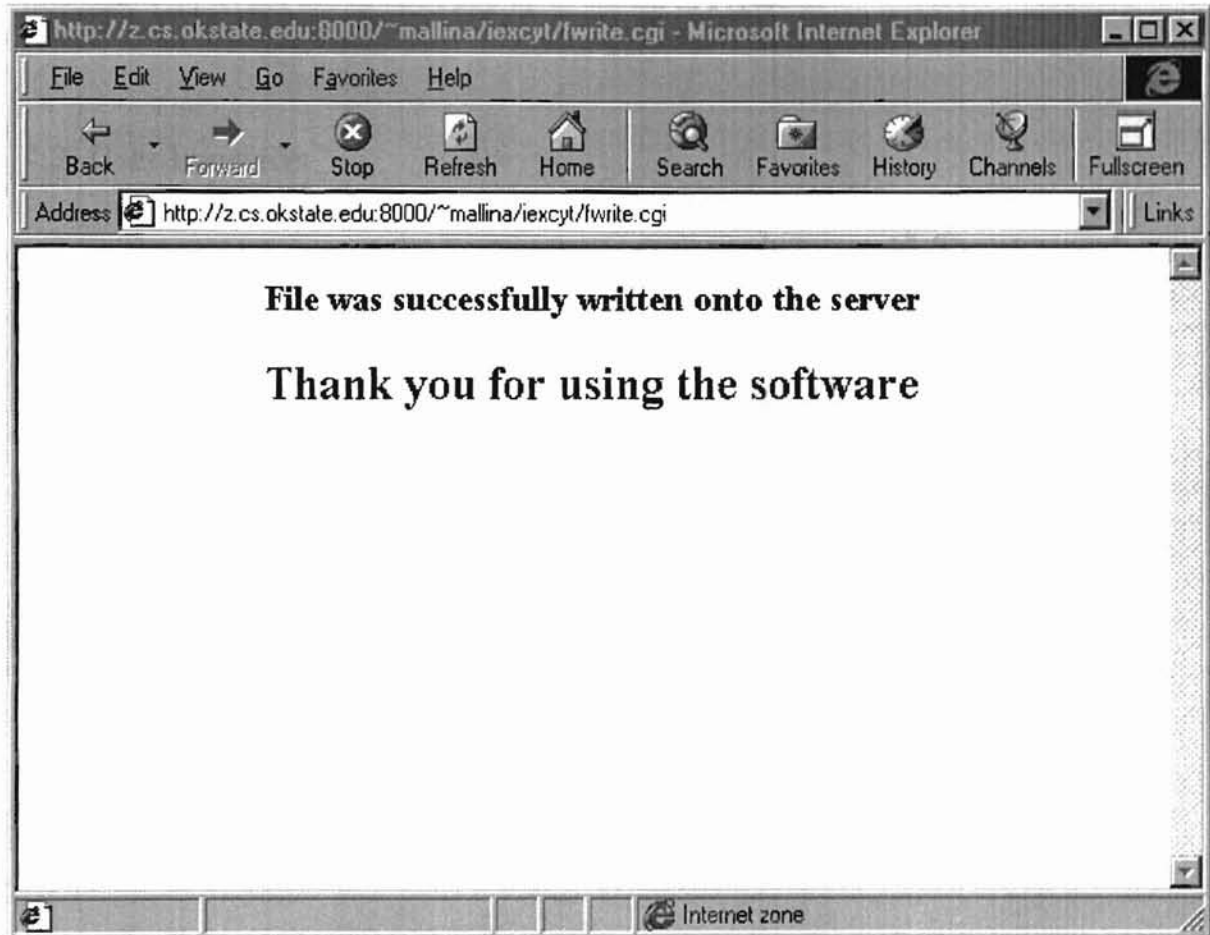 http://z.cs.okstate.edu:8000/~mallina/iexcyt/fwrite.cgi - Microsoft Internet Explorer
File Edit View Go Favorites Help
Back Forward Stop Refresh Home Search Favorites History Channels Fullscreen
Address http://z.cs.okstate.edu:8000/~mallina/iexcyt/fwrite.cgi Links
File was successfully written onto the server
Thank you for using the software
Internet zone